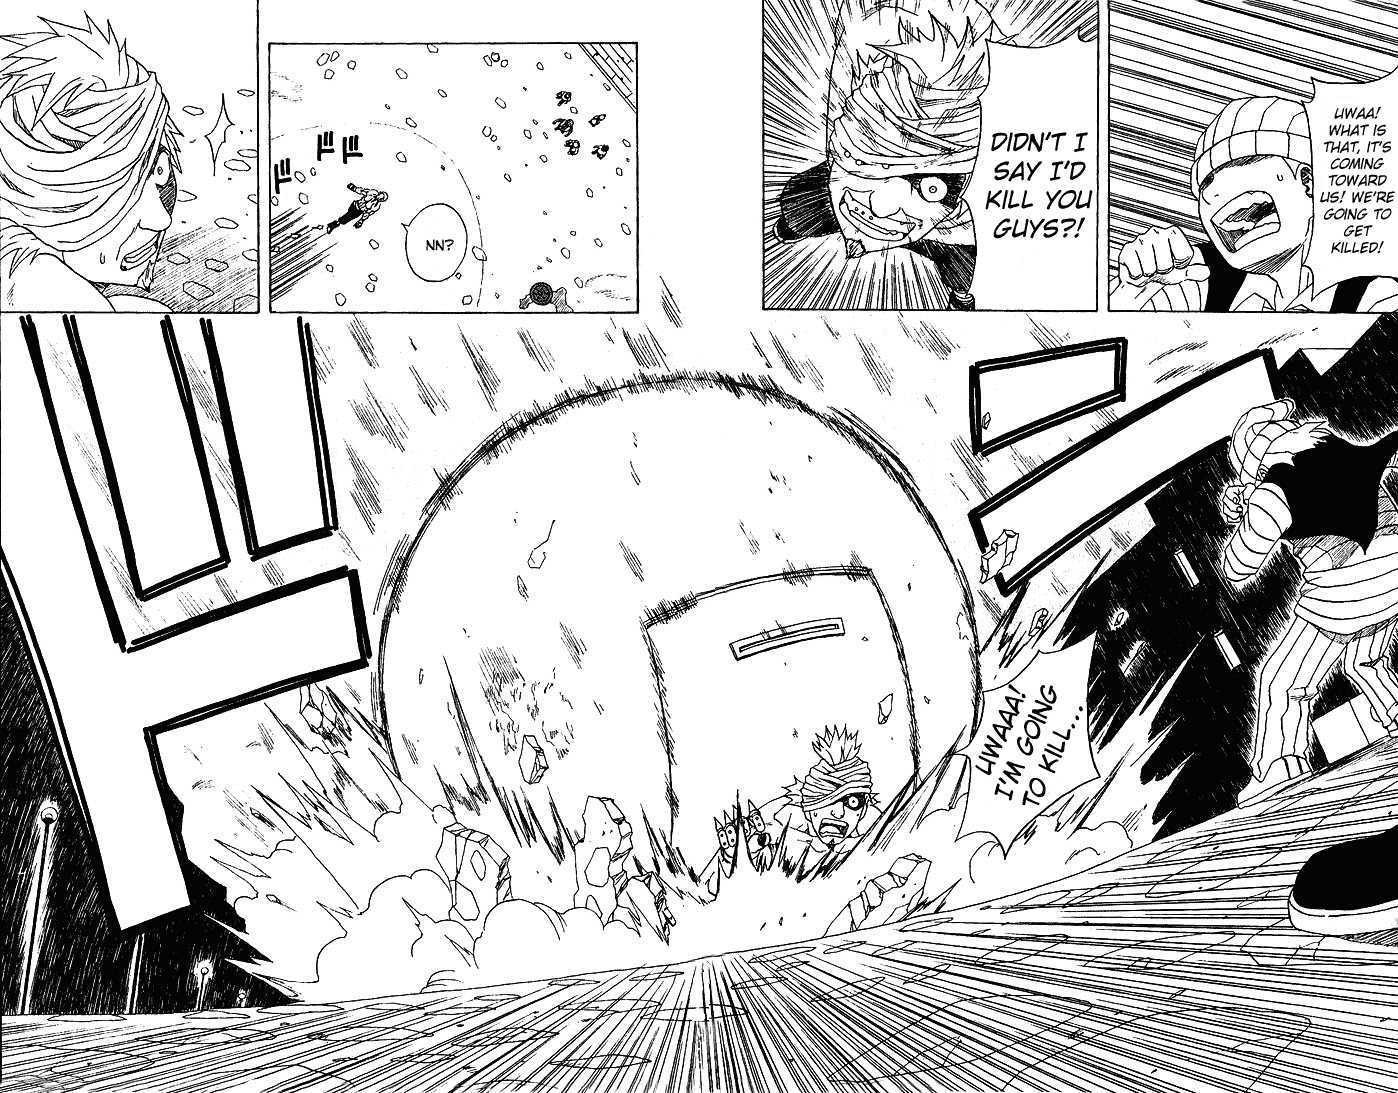 UWAA!
WHAT IS
THAT, IT'S
COMING
TOWARD
US! WE'RE
GOING TO
GET
KILLED!
DIDN'T I
SAY I'D
KILL YOU
GUYS?!
ドドド
NN?
UWAAA!
I'M GOING
TO KILL...
ドン